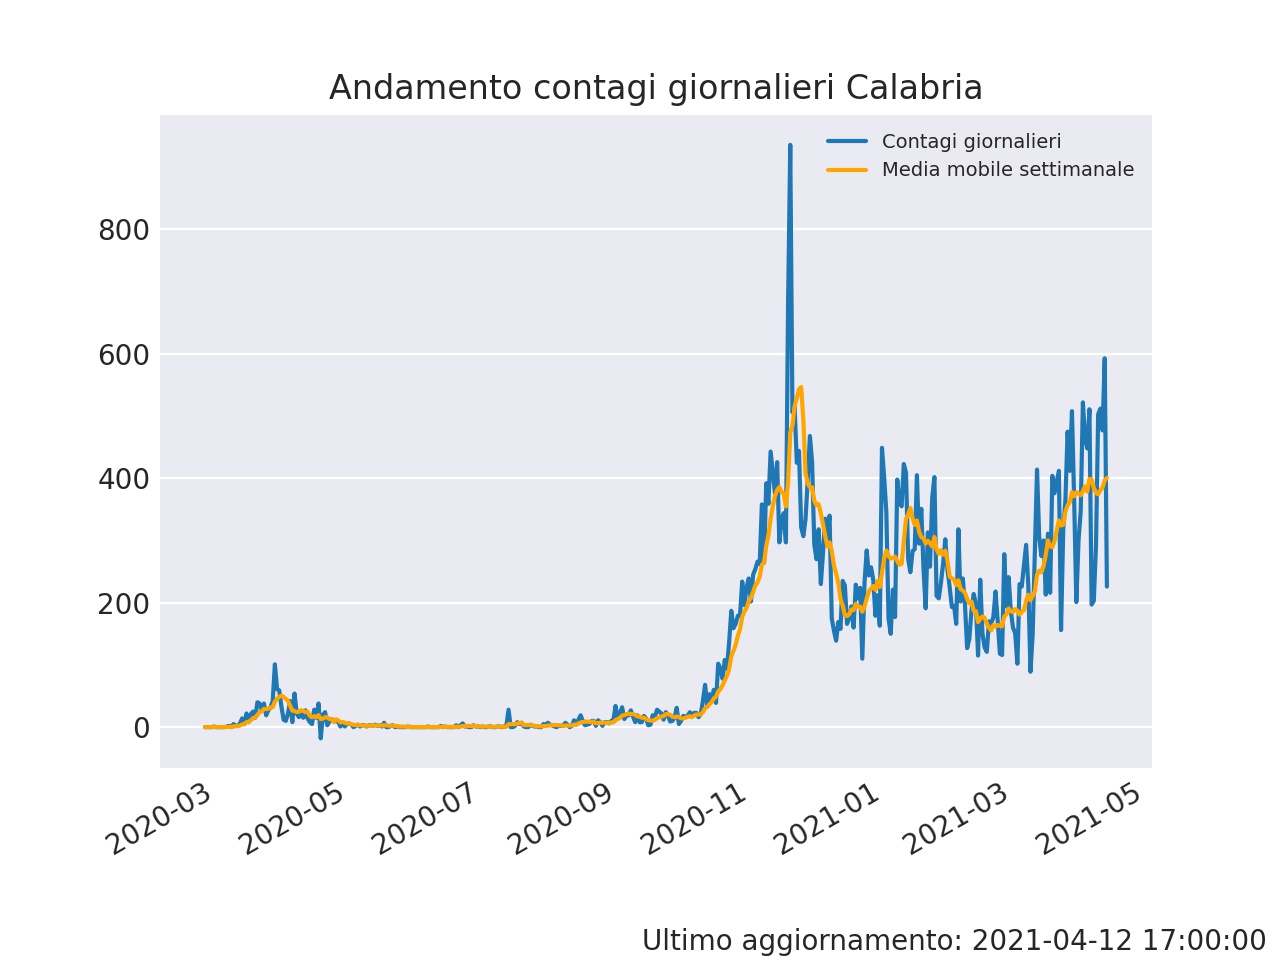 Andamento contagi giornalieri Calabria
Contagi giornalieri
Media mobile settimanale
800
600
400
200
0
2020-03 2020-05 2020-07 2020-09 2020-11 2021-01 2021-03 2021-05
Ultimo aggiornamento: 2021-04-12 17:00:00